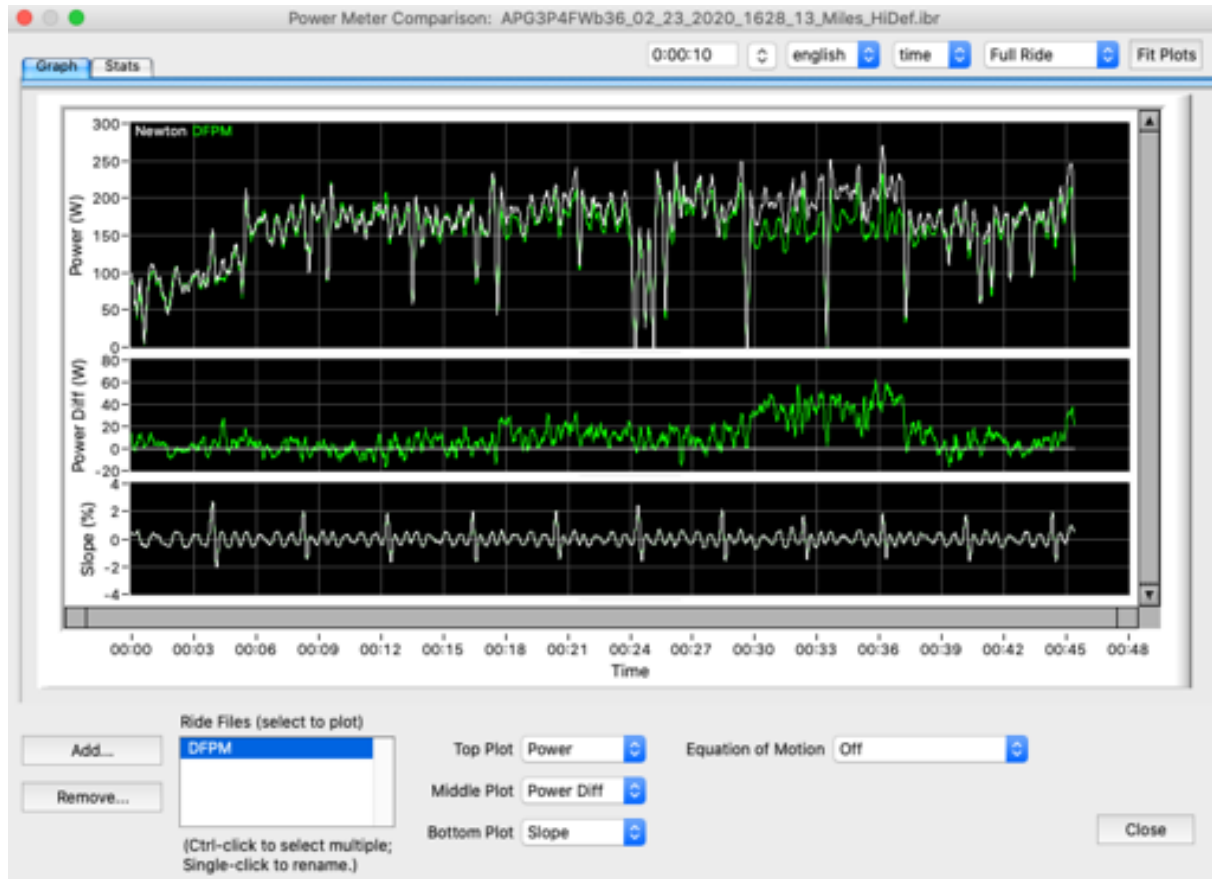 Power Meter Comparison: APG3P4FWb36_02_23_2020_1628_13_Miles_HiDef.ibr
0:00:10 english time Full Ride Fit Plots
Graph Stats
Newton DFPM
300
250
200
150
100
50
0
Power (W)
80
60
40
20
0
-20
Power Diff (W)
4
2
0
-2
-4
Slope (%)
00:00 00:03 00:06 00:09 00:12 00:15 00:18 00:21 00:24 00:27 00:30 00:33 00:36 00:39 00:42 00:45 00:48
Time
Ride Files (select to plot)
Add... DFPM Top Plot Power Equation of Motion Off
Remove... Middle Plot Power Diff
Bottom Plot Slope Close
(Ctrl-click to select multiple;
Single-click to rename.)